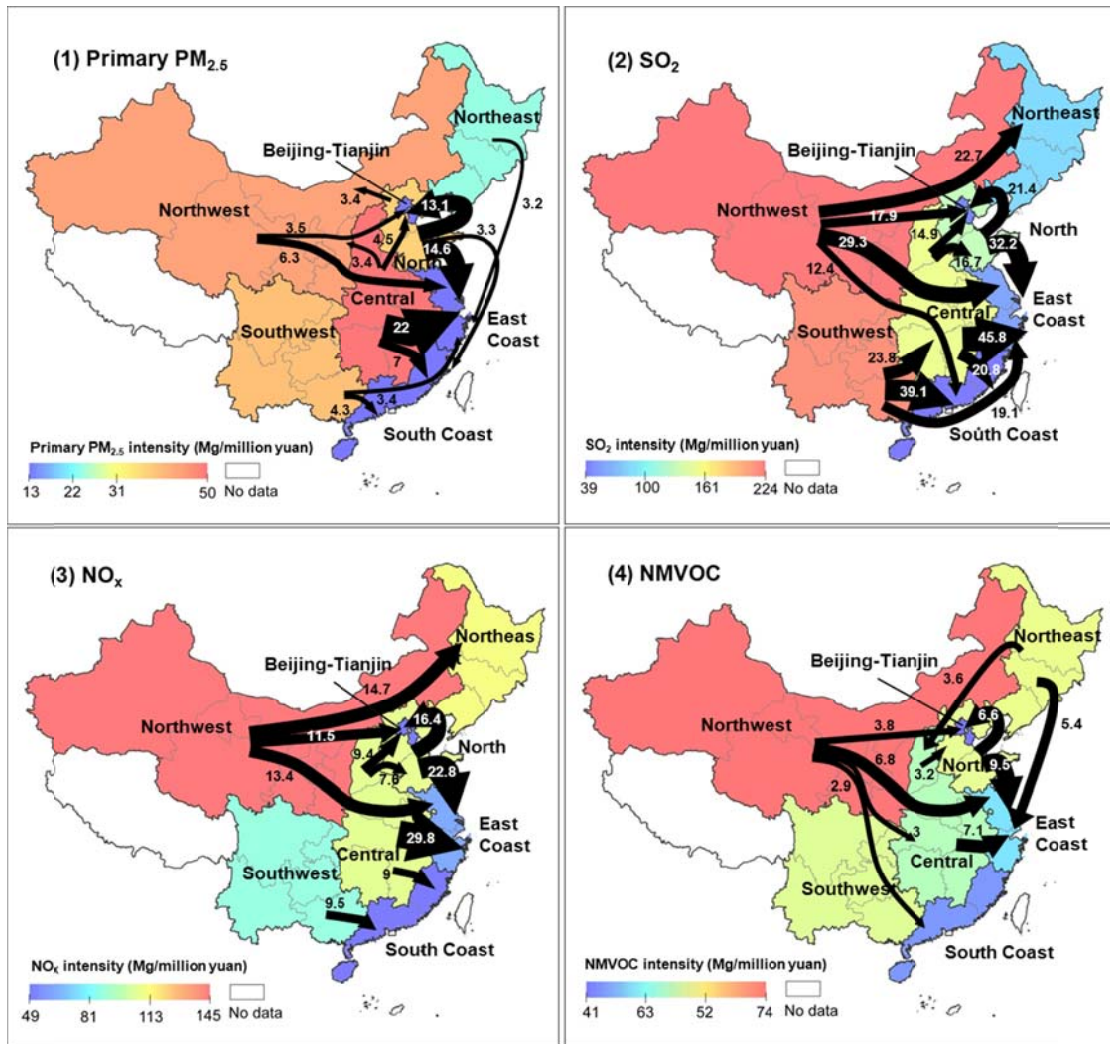 (1) Primary PM2.5
Northeast
Beijing-Tianjin
3.4
13.1
3.2
Northwest
3.5
4.5
3.3
6.3
3.4
14.6
North
Central
Southwest
22
East
Coast
7
4.3
3.4
South Coast
Primary PM2.5 intensity (Mg/million yuan)
13
22
31
50
No data
(2) SO2
Northeast
Beijing-Tianjin
22.7
21.4
Northwest
17.9
North
14.9
29.3
32.2
16.7
12.4
Central
East
Coast
Southwest
45.8
23.8
20.8
39.1
19.1
South Coast
SO2 intensity (Mg/million yuan)
39
100
161
224
No data
(3) NOx
Northeas
t
Beijing-Tianjin
14.7
16.4
Northwest
11.5
North
9.4
13.4
7.6
22.8
East
Coast
29.8
Central
Southwest
9
9.5
South Coast
NOx intensity (Mg/million yuan)
49
81
113
145
No data
(4) NMVOC
Northeast
Beijing-Tianjin
3.6
6.6
5.4
Northwest
3.8
6.8
9.5
North
3.2
2.9
East
Coast
3
7.1
Central
Southwest
South Coast
NMVOC intensity (Mg/million yuan)
41
63
52
74
No data